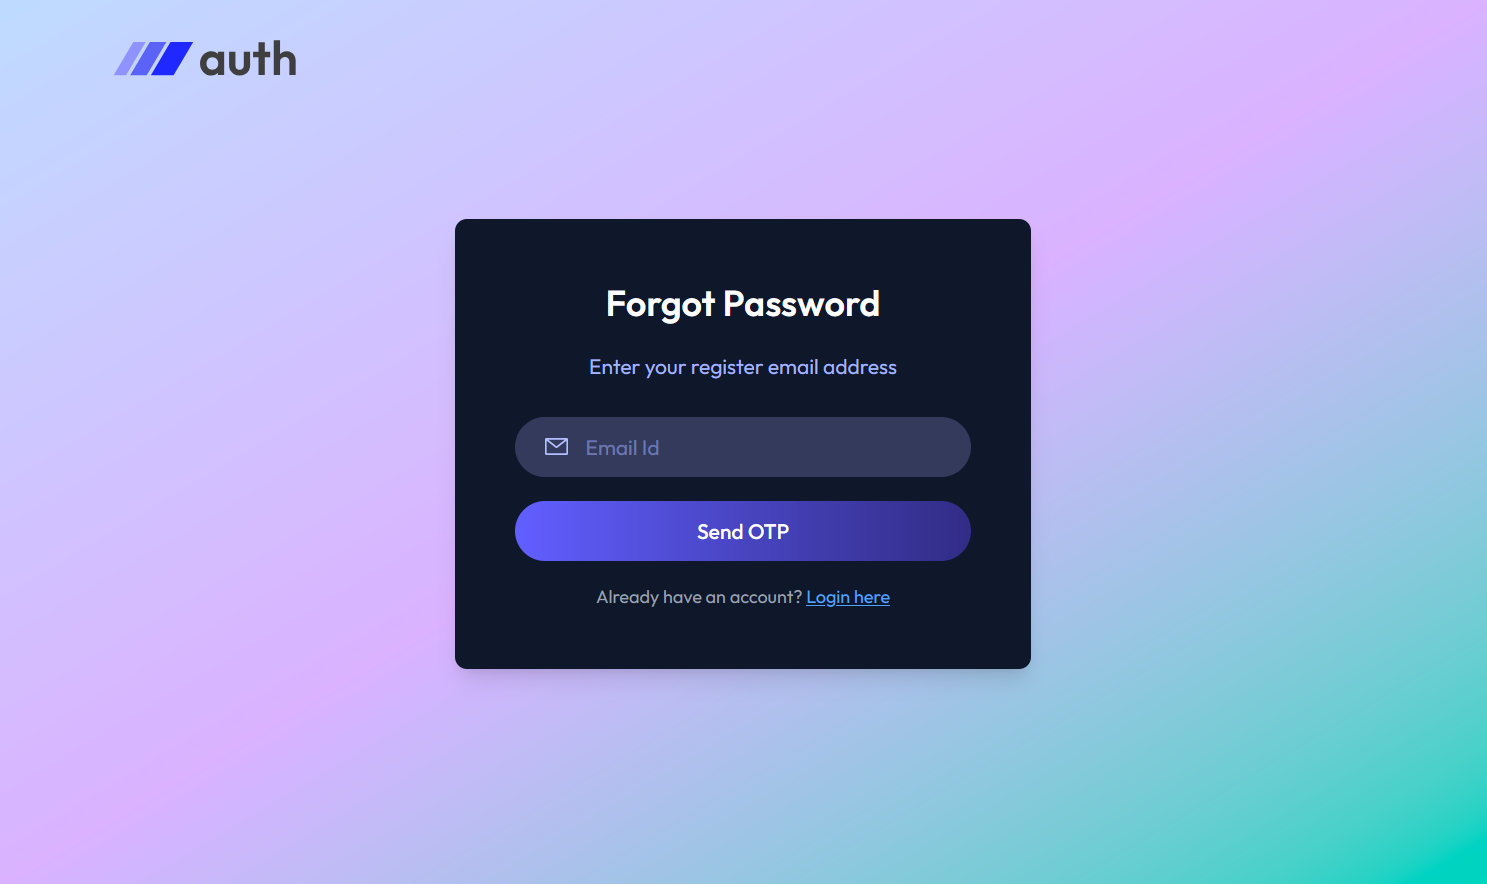 auth
Forgot Password
Enter your register email address
Email Id
Send OTP
Already have an account? Login here